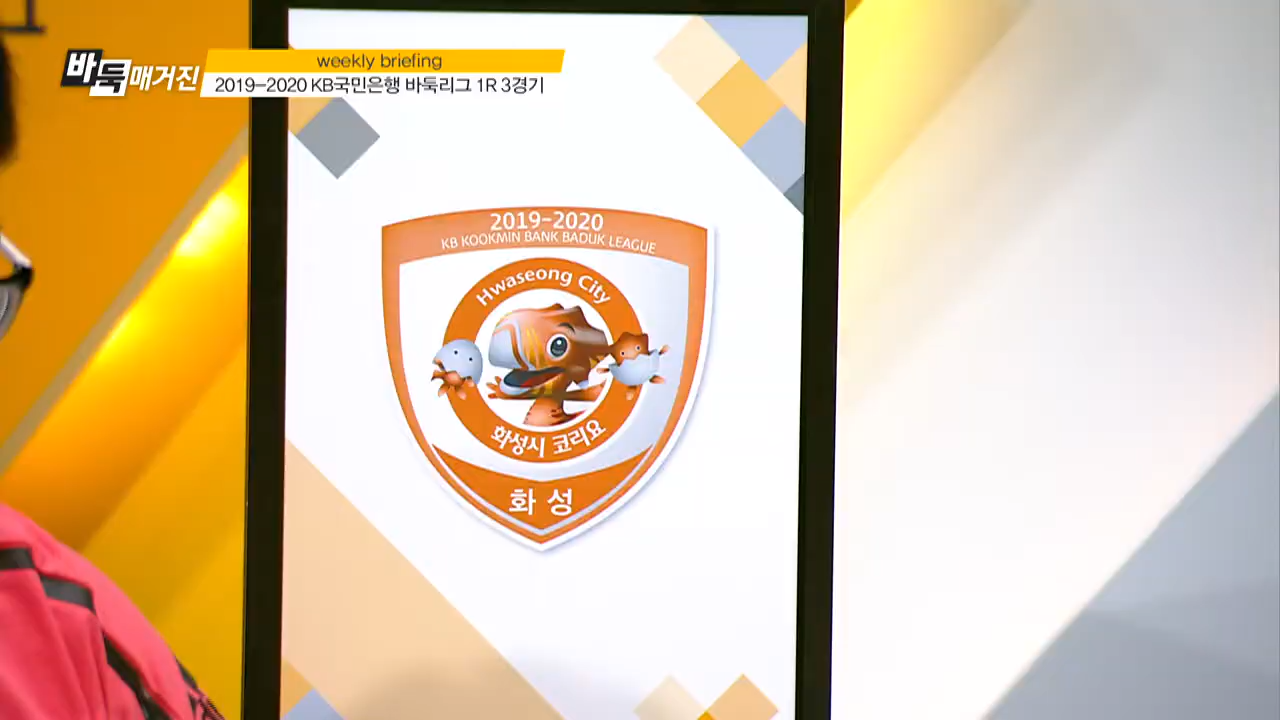 바둑매거진
weekly briefing
2019-2020 KB국민은행 바둑리그 1R 3경기
2019-2020
KB KOOKMIN BANK BADUK LEAGUE
Hwaseong City
화성시 코리요
화성